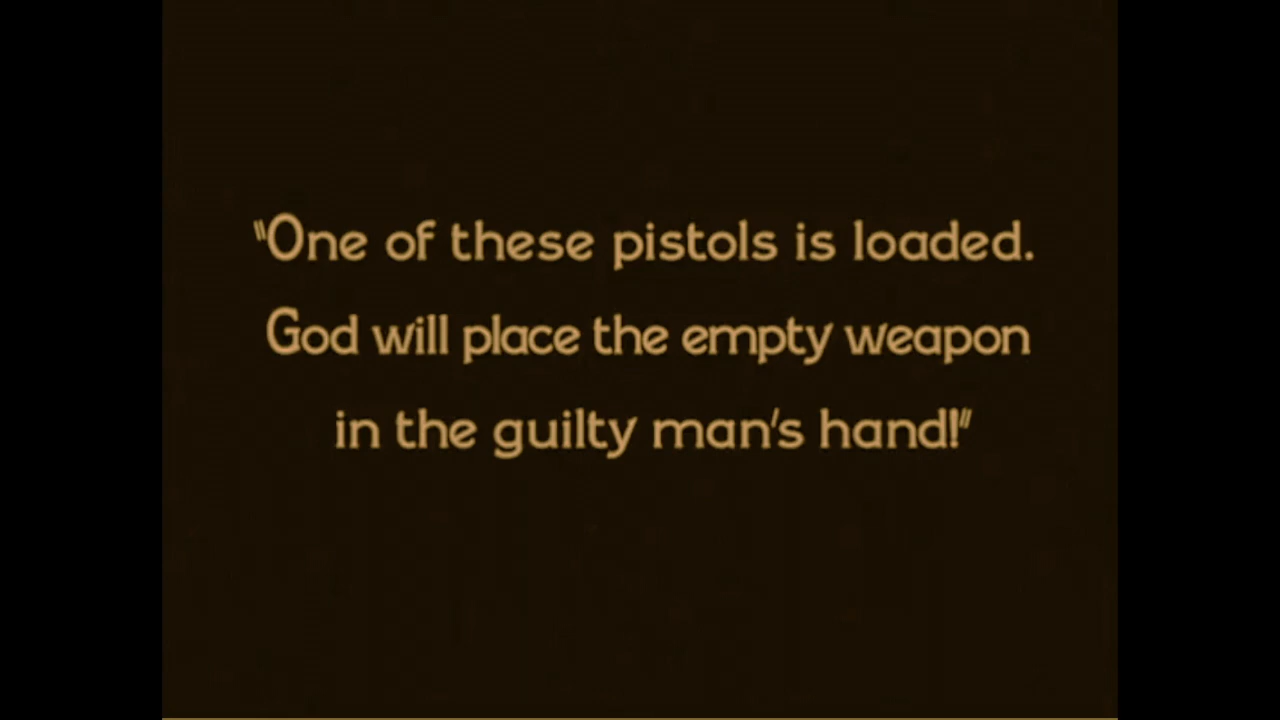 "One of these pistols is loaded.
God will place the empty weapon
in the guilty man's hand!"